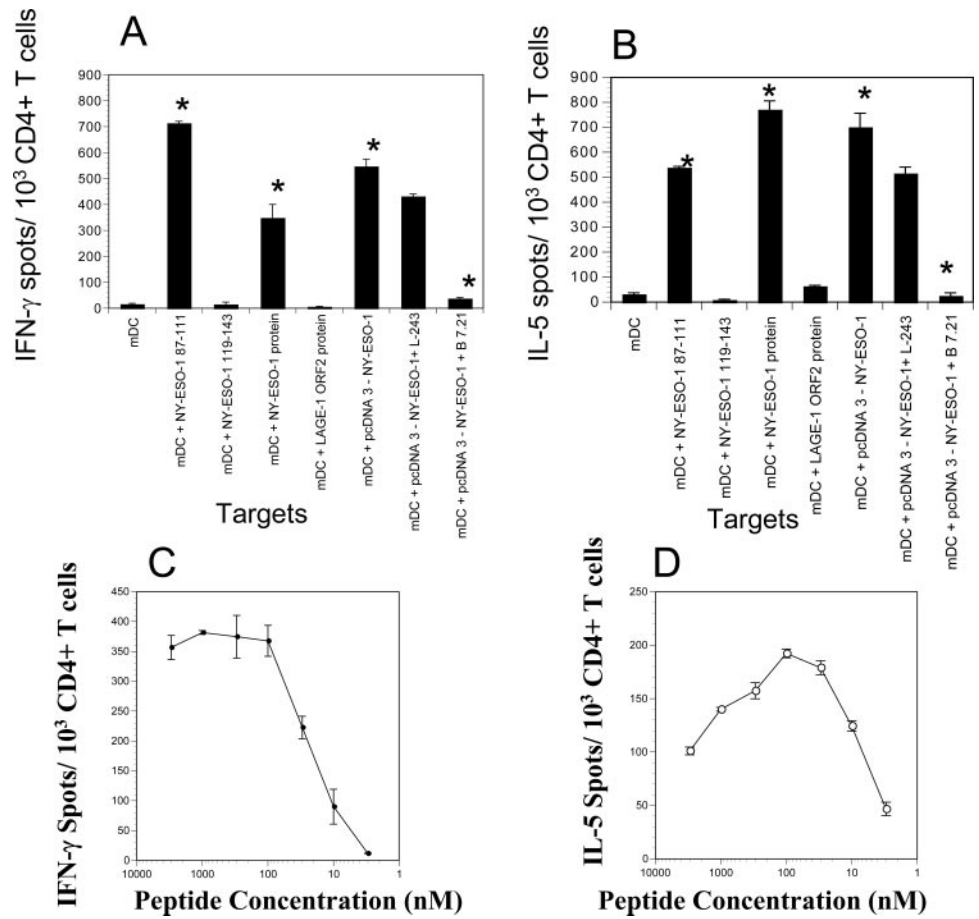 A
IFN-γ spots/ 10³ CD4+ T cells
900
800
700
600
500
400
300
200
100
0
*
*
*
*
mDC
mDC + NY-ESO-1 87-111
mDC + NY-ESO-1 119-143
mDC + NY-ESO-1 protein
mDC + LAGE-1 ORF2 protein
mDC + pcDNA 3 - NY-ESO-1
mDC + pcDNA 3 - NY-ESO-1+ L-243
mDC + pcDNA 3 - NY-ESO-1 + B 7.21
Targets
B
IL-5 spots/ 10³ CD4+ T cells
900
800
700
600
500
400
300
200
100
0
*
*
*
*
mDC
mDC + NY-ESO-1 87-111
mDC + NY-ESO-1 119-143
mDC + NY-ESO-1 protein
mDC + LAGE-1 ORF2 protein
mDC + pcDNA 3 - NY-ESO-1
mDC + pcDNA 3 - NY-ESO-1+ L-243
mDC + pcDNA 3 - NY-ESO-1 + B 7.21
Targets
C
IFN-γ Spots/ 10³ CD4+ T cells
450
400
350
300
250
200
150
100
50
0
10000
1000
100
10
1
Peptide Concentration (nM)
D
IL-5 Spots/ 10³ CD4+ T cells
250
200
150
100
50
0
10000
1000
100
10
1
Peptide Concentration (nM)